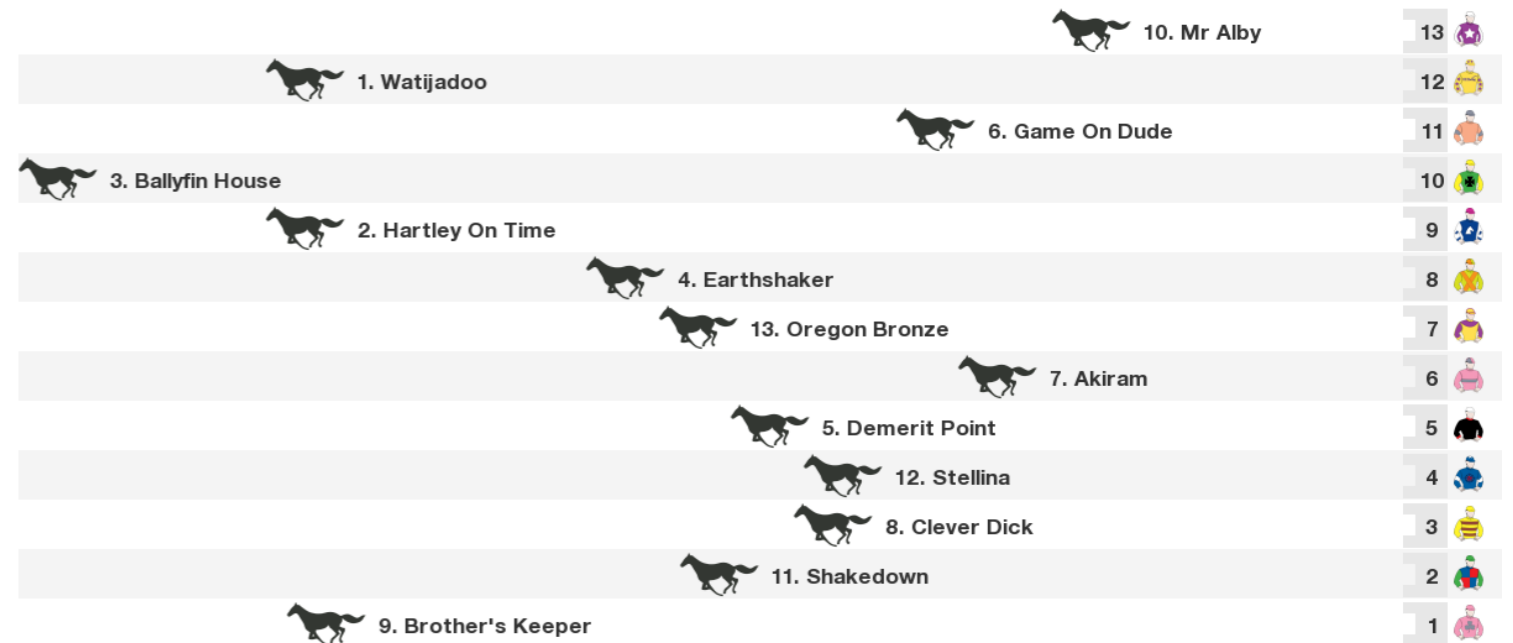 10. Mr Alby 13
1. Watijadoo 12
6. Game On Dude 11
3. Ballyfin House 10
2. Hartley On Time 9
4. Earthshaker 8
13. Oregon Bronze 7
7. Akiram 6
5. Demerit Point 5
12. Stellina 4
8. Clever Dick 3
11. Shakedown 2
9. Brother's Keeper 1